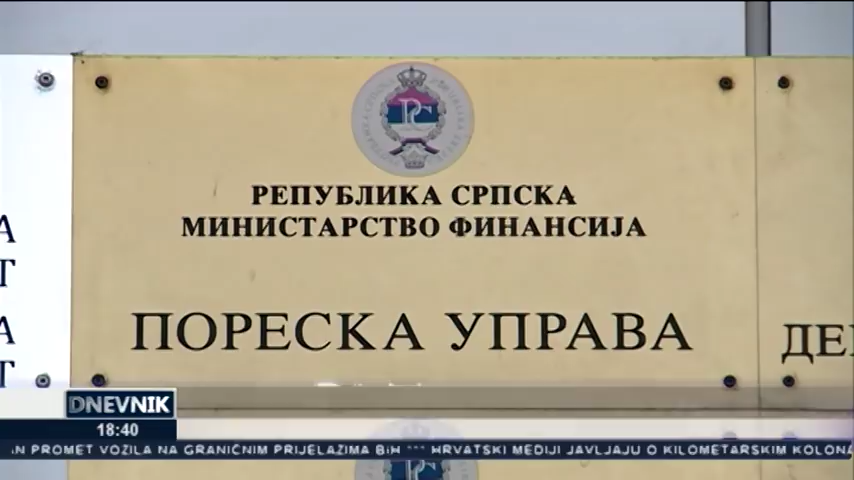 РЕПУБЛИКА СРПСКА
МИНИСТАРСТВО ФИНАНСИЈА
ПОРЕСКА УПРАВА
DNEVNIK
18:40
PROMET VOZILA NA GRANIČNIM PRIJELAZIMA BiH *** HRVATSKI MEDIJI JAVLJAJU O KILOMETARSKIM KOLONA